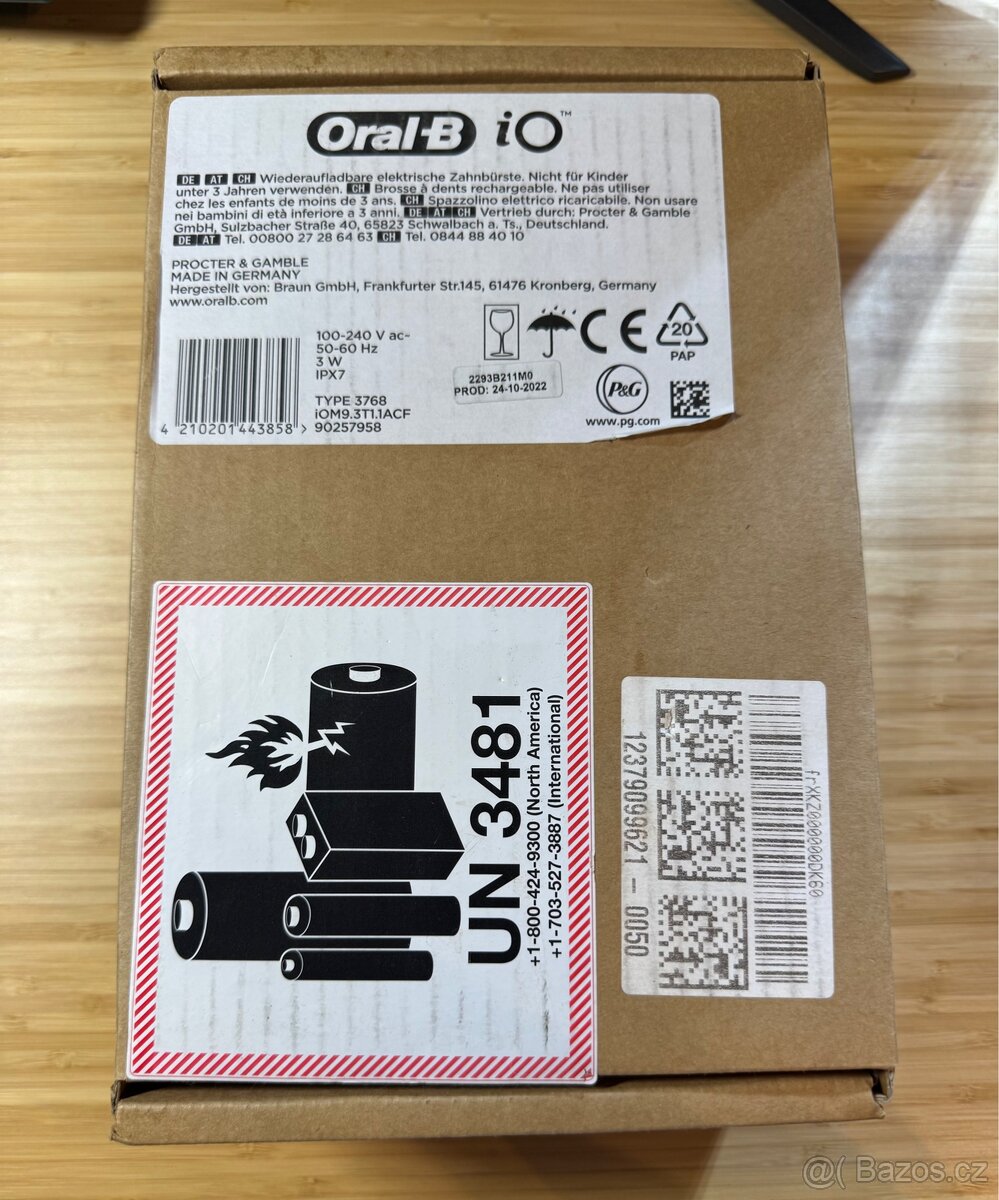 Oral-B iO™
DE AT CH Wiederaufladbare elektrische Zahnbürste. Nicht für Kinder
unter 3 Jahren verwenden. CH Brosse à dents rechargeable. Ne pas utiliser
chez les enfants de moins de 3 ans. CH Spazzolino elettrico ricaricabile. Non usare
nei bambini di età inferiore a 3 anni. DE AT CH Vertrieb durch: Procter & Gamble
GmbH, Sulzbacher Straße 40, 65823 Schwalbach a. Ts., Deutschland.
DE AT Tel. 00800 27 28 64 63 CH Tel. 0844 88 40 10
PROCTER & GAMBLE
MADE IN GERMANY
Hergestellt von: Braun GmbH, Frankfurter Str.145, 61476 Kronberg, Germany
www.oralb.com
100-240 V ac~
50-60 Hz
3 W
IPX7
TYPE 3768
iOM9.3T1.1ACF
90257958
4 210201 443858 >
2293B211M0
PROD: 24-10-2022
CE
20
PAP
P&G
www.pg.com
UN 3481
+1-800-424-9300 (North America)
+1-703-527-3887 (International)
frXKZ0000000DK60
12379099621-0050
@( Bazos.cz